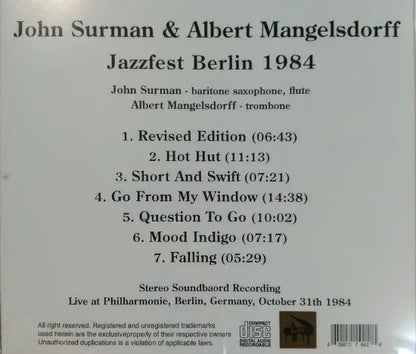 John Surman & Albert Mangelsdorff
Jazzfest Berlin 1984
John Surman - baritone saxophone, flute
Albert Mangelsdorff - trombone
1. Revised Edition (06:43)
2. Hot Hut (11:13)
3. Short And Swift (07:21)
4. Go From My Window (14:38)
5. Question To Go (10:02)
6. Mood Indigo (07:17)
7. Falling (05:29)
Stereo Soundbaord Recording
Live at Philharmonie, Berlin, Germany, October 31th 1984
All right reserved. Registered and unregistered trademarks
used herein are the exclusiveproperly of their respective owners
Unauthorized duplications is a violation of applicable laws.
COMPACT
disc
DIGITAL AUDIO
RECORDABLE